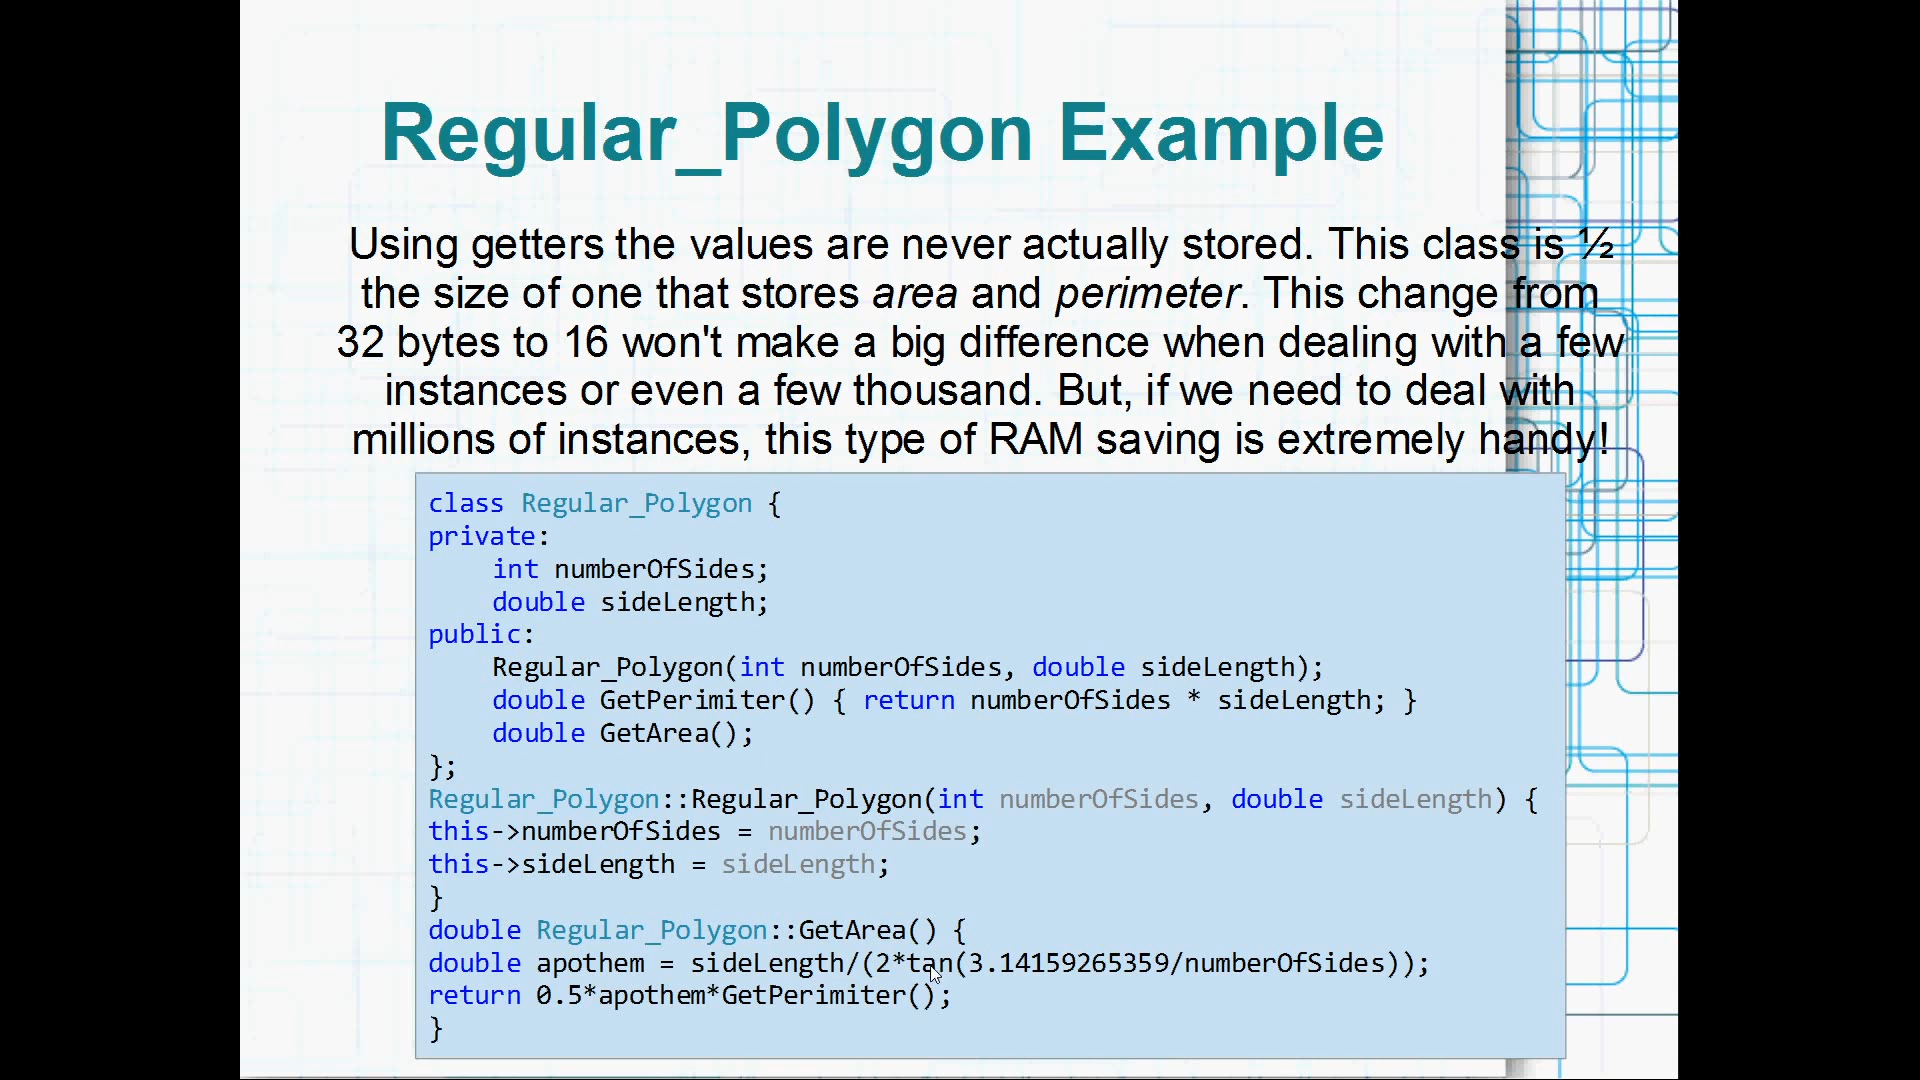 Regular_Polygon Example
Using getters the values are never actually stored. This class is ½
the size of one that stores area and perimeter. This change from
32 bytes to 16 won't make a big difference when dealing with a few
instances or even a few thousand. But, if we need to deal with
millions of instances, this type of RAM saving is extremely handy!
class Regular_Polygon {
private:
    int numberOfSides;
    double sideLength;
public:
    Regular_Polygon(int numberOfSides, double sideLength);
    double GetPerimiter() { return numberOfSides * sideLength; }
    double GetArea();
};
Regular_Polygon::Regular_Polygon(int numberOfSides, double sideLength) {
this->numberOfSides = numberOfSides;
this->sideLength = sideLength;
}
double Regular_Polygon::GetArea() {
double apothem = sideLength/(2*tan(3.14159265359/numberOfSides));
return 0.5*apothem*GetPerimiter();
}